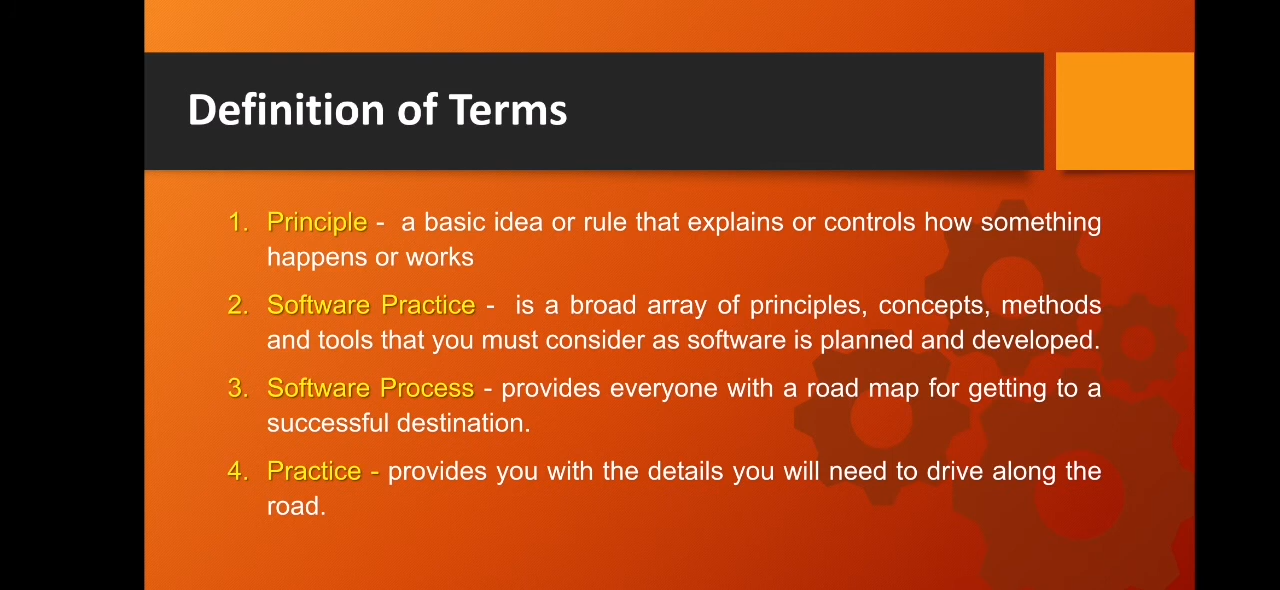 Definition of Terms
1. Principle - a basic idea or rule that explains or controls how something
happens or works
2. Software Practice - is a broad array of principles, concepts, methods
and tools that you must consider as software is planned and developed.
3. Software Process - provides everyone with a road map for getting to a
successful destination.
4. Practice - provides you with the details you will need to drive along the
road.